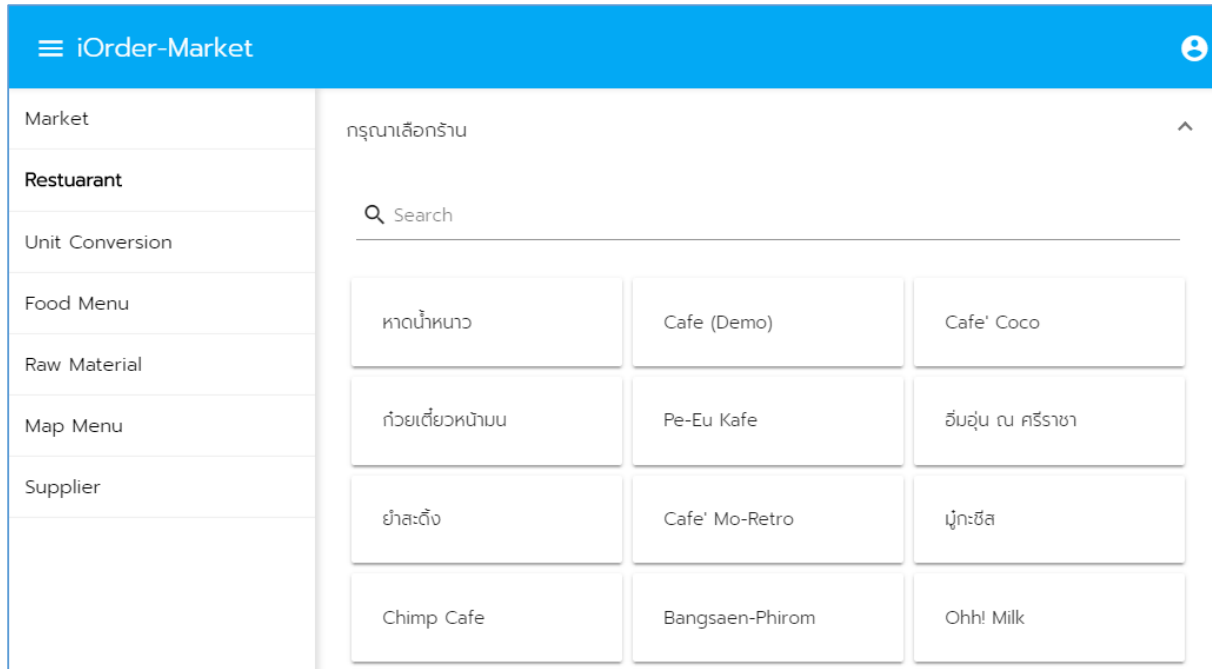 iOrder-Market
Market
Restuarant
Unit Conversion
Food Menu
Raw Material
Map Menu
Supplier
กรุณาเลือกร้าน
Search
หาดน้ำหนาว
Cafe (Demo)
Cafe' Coco
ก๋วยเตี๋ยวหน้ามน
Pe-Eu Kafe
อิ่มอุ่น ณ ศรีราชา
ยำสะดิ้ง
Cafe' Mo-Retro
มู๋กะชีส
Chimp Cafe
Bangsaen-Phirom
Ohh! Milk